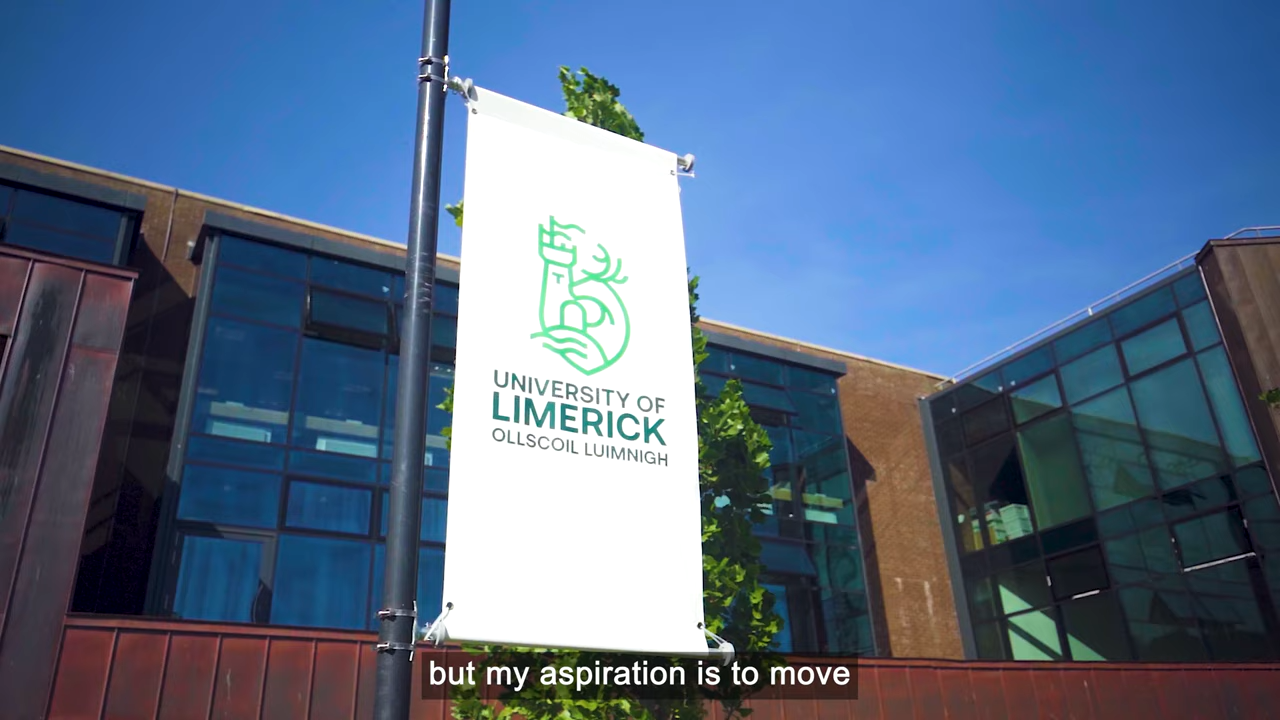 UNIVERSITY OF
LIMERICK
OLLSCOIL LUIMNIGH
but my aspiration is to move